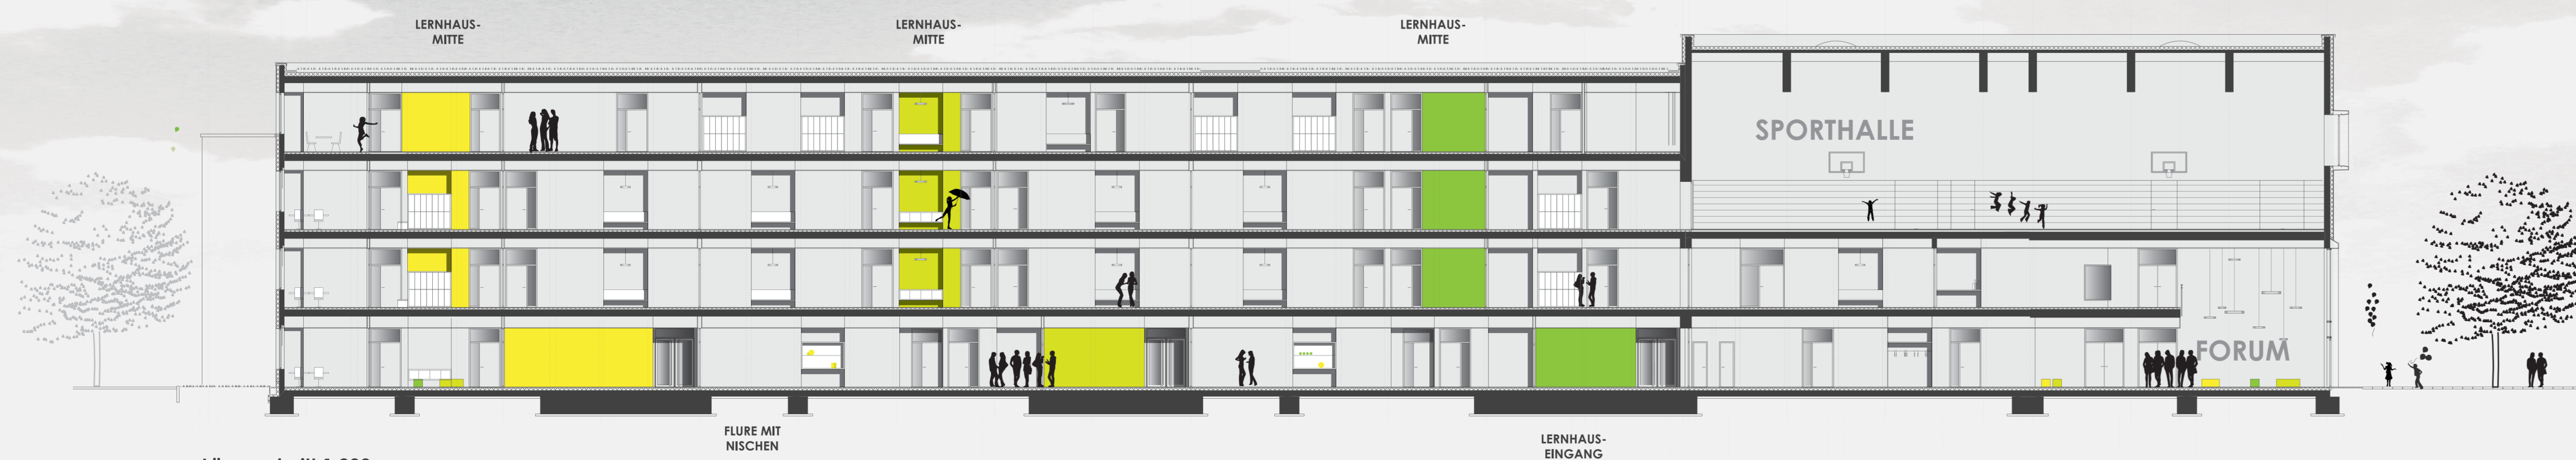 LERNHAUS-
MITTE
LERNHAUS-
MITTE
LERNHAUS-
MITTE
SPORTHALLE
FORUM
FLURE MIT
NISCHEN
LERNHAUS-
EINGANG